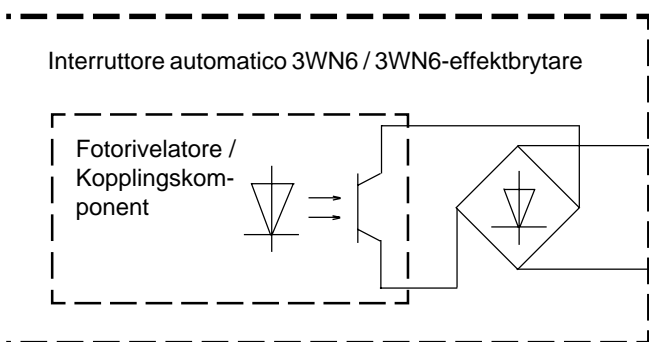 Interruttore automatico 3WN6 / 3WN6-effektbrytare
Fotorivelatore /
Kopplingskom-
ponent